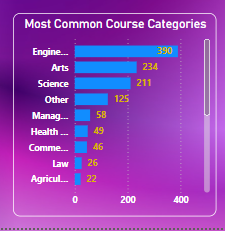 Most Common Course Categories
Engine... 390
Arts 234
Science 211
Other 125
Manag... 58
Health ... 49
Comme... 46
Law 26
Agricul... 22
0 200 400